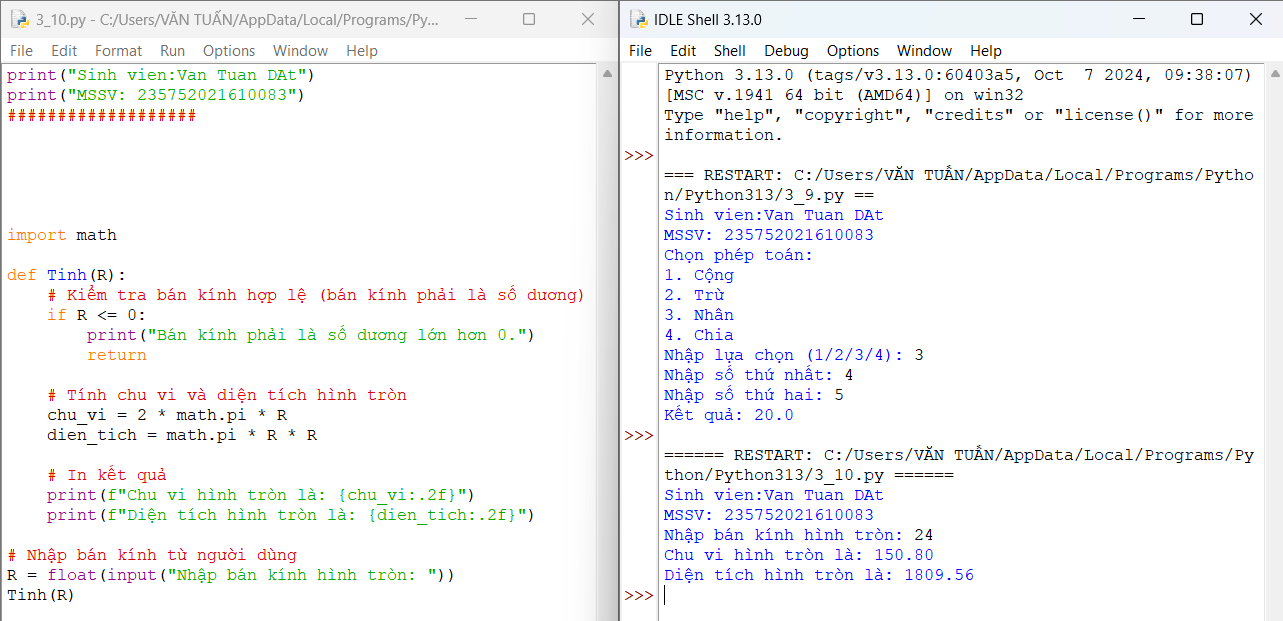 3_10.py - C:/Users/VĂN TUẤN/AppData/Local/Programs/Py...
File Edit Format Run Options Window Help
print("Sinh vien:Van Tuan DAt")
print("MSSV: 235752021610083")
###################
import math
def Tinh(R):
# Kiểm tra bán kính hợp lệ (bán kính phải là số dương)
if R <= 0:
print("Bán kính phải là số dương lớn hơn 0.")
return
# Tính chu vi và diện tích hình tròn
chu_vi = 2 * math.pi * R
dien_tich = math.pi * R * R
# In kết quả
print(f"Chu vi hình tròn là: {chu_vi:.2f}")
print(f"Diện tích hình tròn là: {dien_tich:.2f}")
# Nhập bán kính từ người dùng
R = float(input("Nhập bán kính hình tròn: "))
Tinh(R)
IDLE Shell 3.13.0
File Edit Shell Debug Options Window Help
Python 3.13.0 (tags/v3.13.0:60403a5, Oct  7 2024, 09:38:07)
[MSC v.1941 64 bit (AMD64)] on win32
Type "help", "copyright", "credits" or "license()" for more
information.
>>>
=== RESTART: C:/Users/VĂN TUẤN/AppData/Local/Programs/Pytho
n/Python313/3_9.py ==
Sinh vien:Van Tuan DAt
MSSV: 235752021610083
Chọn phép toán:
1. Cộng
2. Trừ
3. Nhân
4. Chia
Nhập lựa chọn (1/2/3/4): 3
Nhập số thứ nhất: 4
Nhập số thứ hai: 5
Kết quả: 20.0
>>>
====== RESTART: C:/Users/VĂN TUẤN/AppData/Local/Programs/Py
thon/Python313/3_10.py ======
Sinh vien:Van Tuan DAt
MSSV: 235752021610083
Nhập bán kính hình tròn: 24
Chu vi hình tròn là: 150.80
Diện tích hình tròn là: 1809.56
>>>